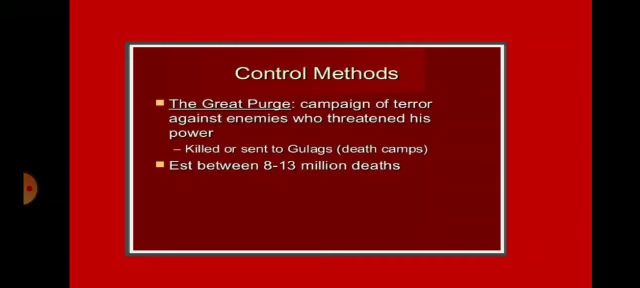 Control Methods
The Great Purge: campaign of terror
against enemies who threatened his
power
– Killed or sent to Gulags (death camps)
Est between 8-13 million deaths